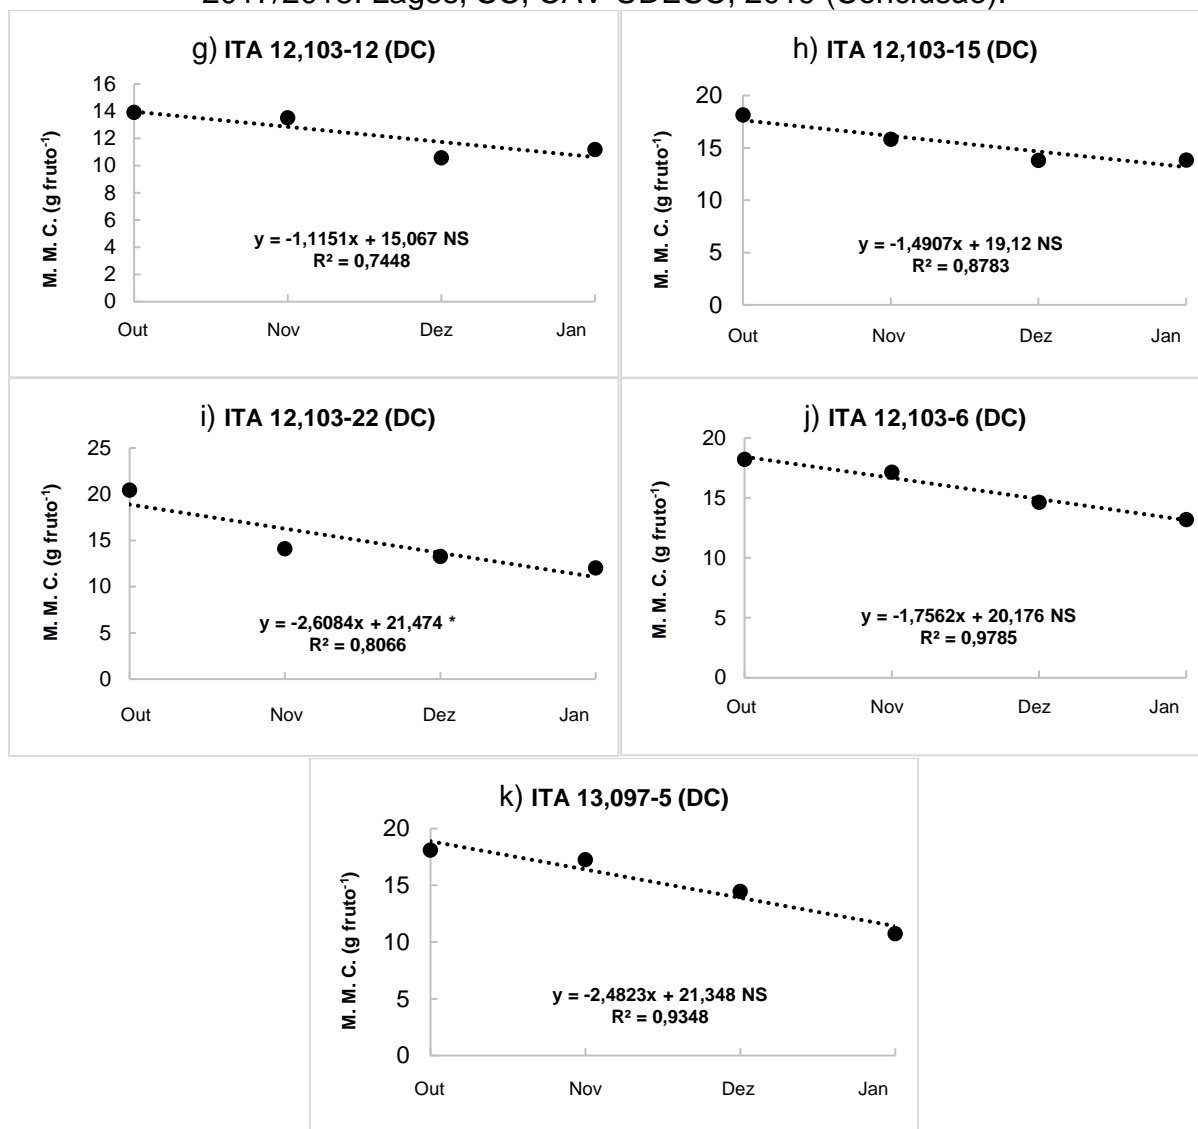 g) ITA 12,103-12 (DC)
M. M. C. (g fruto⁻¹)
16
14
12
10
8
6
4
2
0
y = -1,1151x + 15,067 NS
R² = 0,7448
Out Nov Dez Jan
h) ITA 12,103-15 (DC)
M. M. C. (g fruto⁻¹)
20
15
10
5
0
y = -1,4907x + 19,12 NS
R² = 0,8783
Out Nov Dez Jan
i) ITA 12,103-22 (DC)
M. M. C. (g fruto⁻¹)
25
20
15
10
5
0
y = -2,6084x + 21,474 *
R² = 0,8066
Out Nov Dez Jan
j) ITA 12,103-6 (DC)
M. M. C. (g fruto⁻¹)
20
15
10
5
0
y = -1,7562x + 20,176 NS
R² = 0,9785
Out Nov Dez Jan
k) ITA 13,097-5 (DC)
M. M. C. (g fruto⁻¹)
20
15
10
5
0
y = -2,4823x + 21,348 NS
R² = 0,9348
Out Nov Dez Jan